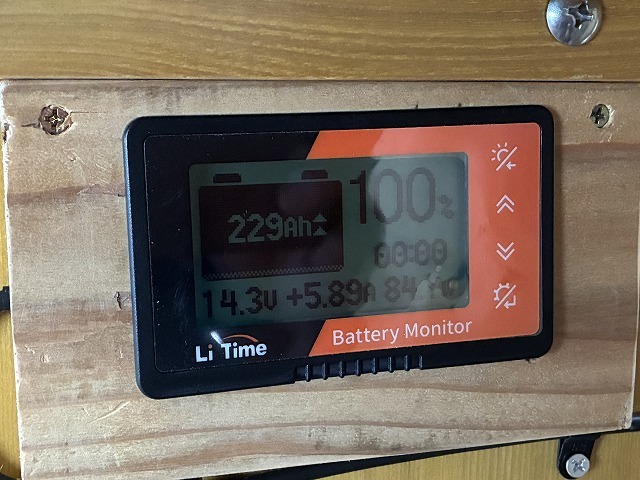 100%
229Ah
00:00
14.3V +5.89A
Li Time
Battery Monitor